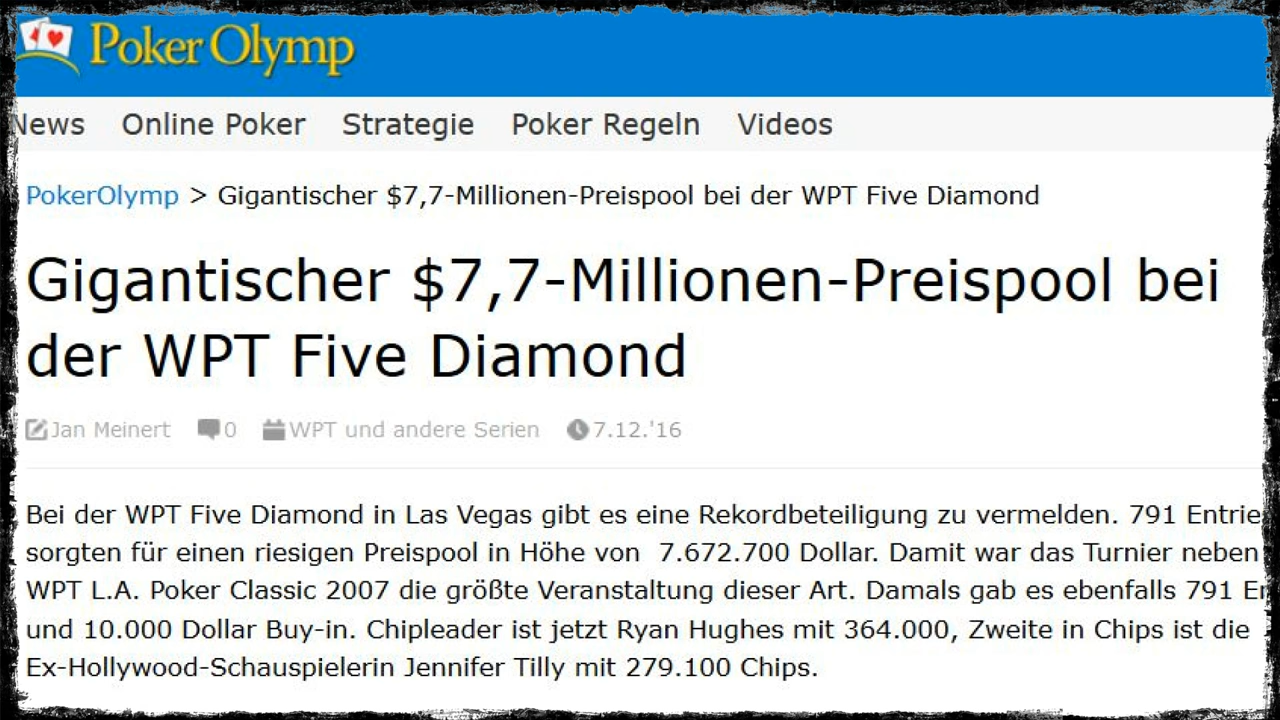 Poker Olymp
News Online Poker Strategie Poker Regeln Videos
PokerOlymp > Gigantischer $7,7-Millionen-Preispool bei der WPT Five Diamond
Gigantischer $7,7-Millionen-Preispool bei
der WPT Five Diamond
Jan Meinert 0 WPT und andere Serien 7.12.'16
Bei der WPT Five Diamond in Las Vegas gibt es eine Rekordbeteiligung zu vermelden. 791 Entrie
sorgten für einen riesigen Preispool in Höhe von 7.672.700 Dollar. Damit war das Turnier neben
WPT L.A. Poker Classic 2007 die größte Veranstaltung dieser Art. Damals gab es ebenfalls 791
und 10.000 Dollar Buy-in. Chipleader ist jetzt Ryan Hughes mit 364.000, Zweite in Chips ist die
Ex-Hollywood-Schauspielerin Jennifer Tilly mit 279.100 Chips.